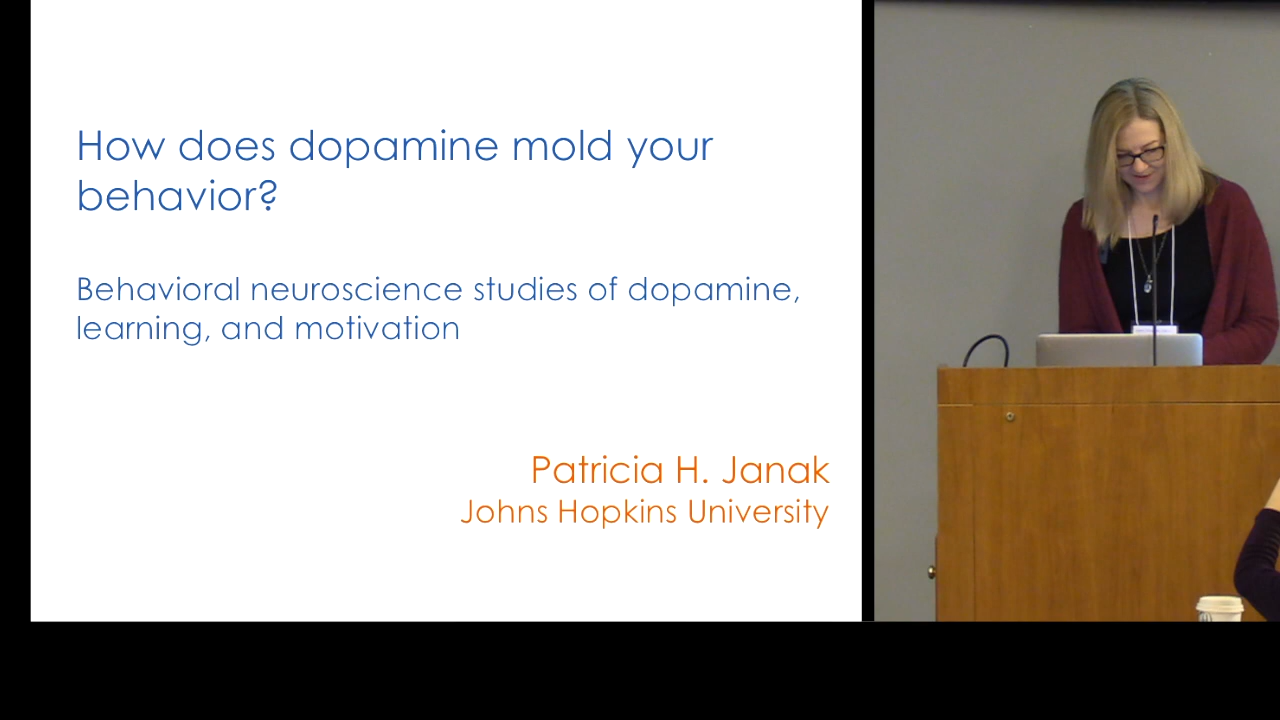 How does dopamine mold your
behavior?
Behavioral neuroscience studies of dopamine,
learning, and motivation
Patricia H. Janak
Johns Hopkins University